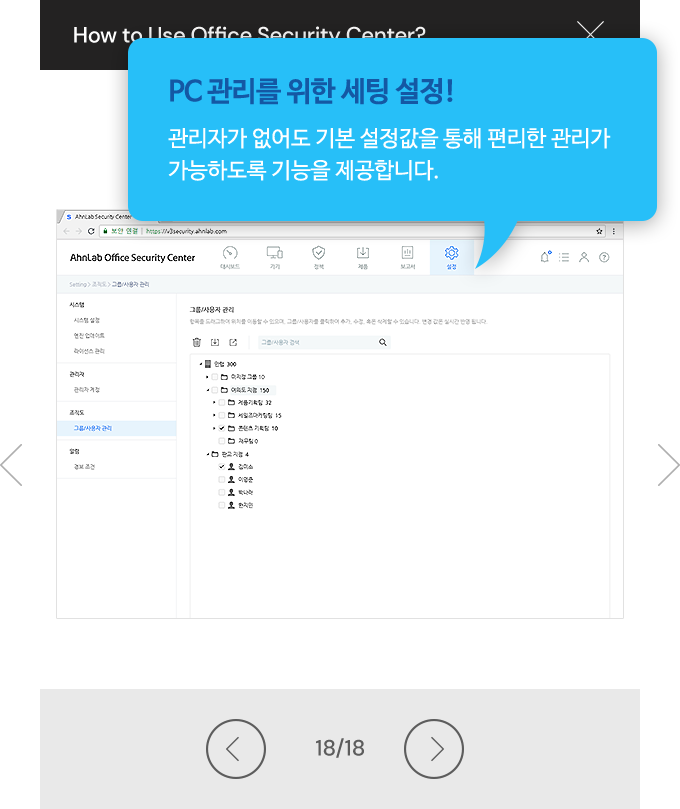 How to Use Office Security Center?
PC 관리를 위한 세팅 설정!
관리자가 없어도 기본 설정값을 통해 편리한 관리가
가능하도록 기능을 제공합니다.
S AhnLab Security Center
보안 연결 | https://v3security.ahnlab.com
AhnLab Office Security Center
대시보드
기기
정책
제품
보고서
설정
Setting > 조직도 > 그룹/사용자 관리
시스템
시스템 설정
엔진 업데이트
라이선스 관리
관리자
관리자 계정
조직도
그룹/사용자 관리
알림
경보 조건
그룹/사용자 관리
항목을 드래그하여 위치를 이동할 수 있으며, 그룹/사용자를 클릭하여 추가, 수정, 혹은 삭제할 수 있습니다. 변경 값은 실시간 반영 됩니다.
그룹/사용자 검색
안랩 300
미지정 그룹 10
여의도 지점 150
제품기획팀 32
세일즈마케팅팀 15
콘텐츠 기획팀 10
재무팀 0
판교 지점 4
김미소
이영준
박나래
한지민
18/18